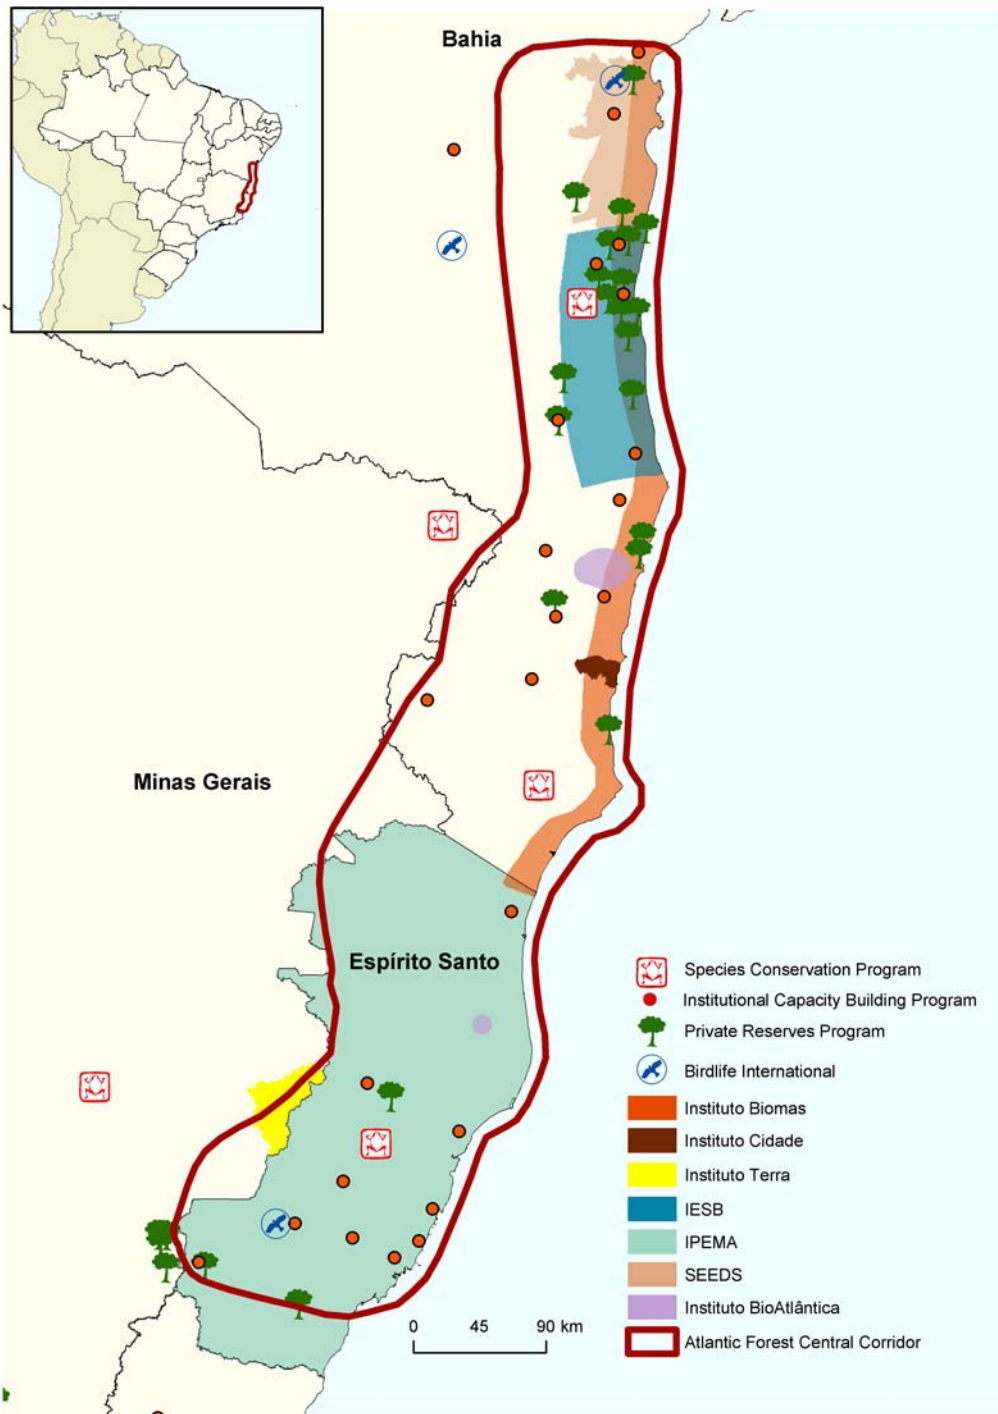 Bahia
Minas Gerais
Espírito Santo
Species Conservation Program
Institutional Capacity Building Program
Private Reserves Program
Birdlife International
Instituto Biomas
Instituto Cidade
Instituto Terra
IESB
IPEMA
SEEDS
Instituto BioAtlântica
Atlantic Forest Central Corridor
0 45 90 km